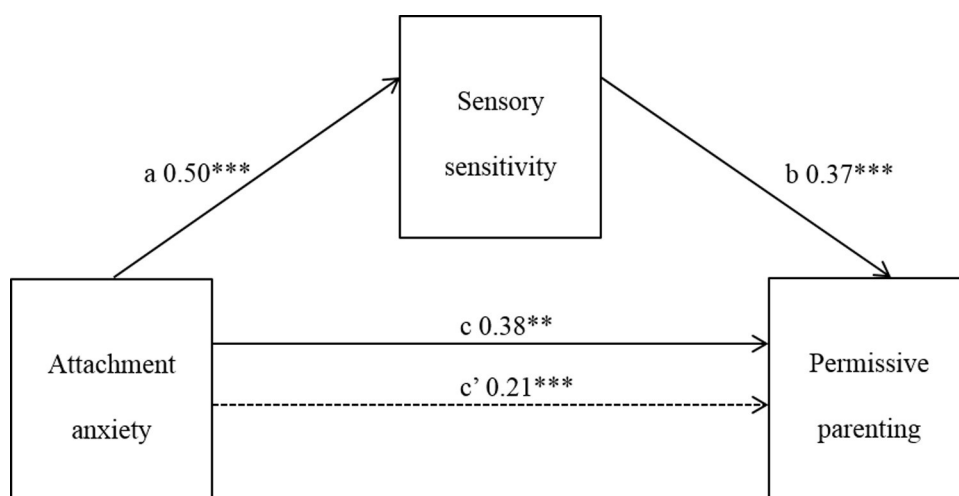 Sensory
sensitivity
a 0.50***
b 0.37***
c 0.38**
c’ 0.21***
Attachment
anxiety
Permissive
parenting